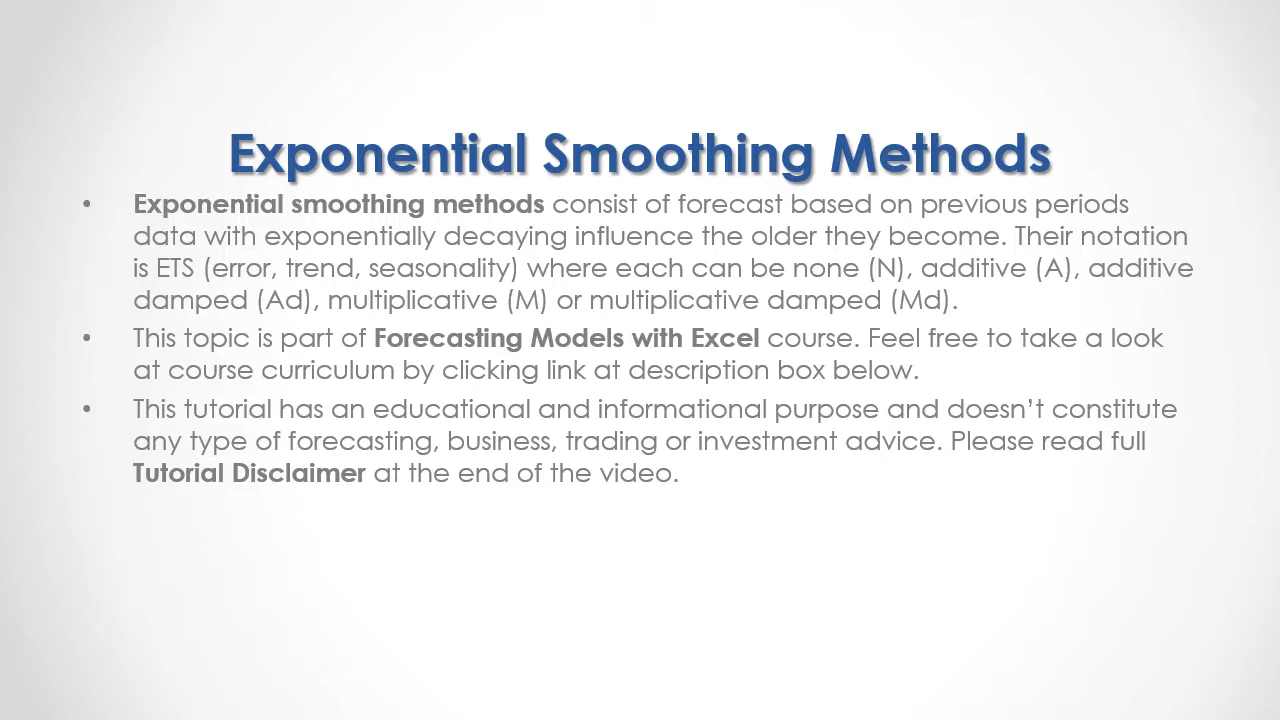 Exponential Smoothing Methods
• Exponential smoothing methods consist of forecast based on previous periods
data with exponentially decaying influence the older they become. Their notation
is ETS (error, trend, seasonality) where each can be none (N), additive (A), additive
damped (Ad), multiplicative (M) or multiplicative damped (Md).
• This topic is part of Forecasting Models with Excel course. Feel free to take a look
at course curriculum by clicking link at description box below.
• This tutorial has an educational and informational purpose and doesn’t constitute
any type of forecasting, business, trading or investment advice. Please read full
Tutorial Disclaimer at the end of the video.